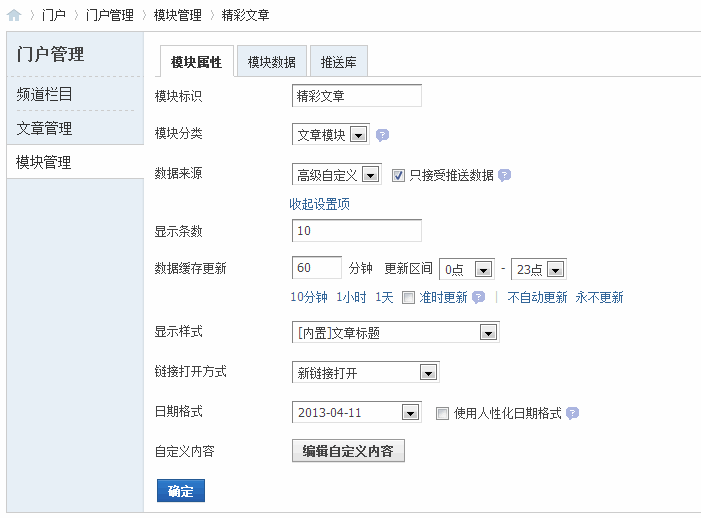 门户 > 门户管理 > 模块管理 > 精彩文章
门户管理
频道栏目
文章管理
模块管理
模块属性 模块数据 推送库
模块标识 精彩文章
模块分类 文章模块 ?
数据来源 高级自定义 只接受推送数据 ?
收起设置项
显示条数 10
数据缓存更新 60 分钟 更新区间 0点 - 23点
10分钟 1小时 1天 准时更新 ? | 不自动更新 永不更新
显示样式 [内置]文章标题
链接打开方式 新链接打开
日期格式 2013-04-11 使用人性化日期格式 ?
自定义内容 编辑自定义内容
确定